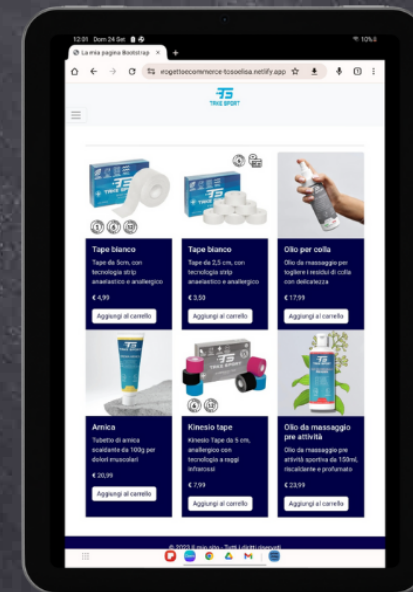 12:01 Dom 24 Set
10%
La mia pagina Bootstrap
rogettoecommerce-tosoelisa.netlify.app
TS
TAKE SPORT
Tape bianco
Tape da 5cm, con
tecnologia strip
anaelastico e anallergico
€ 4,99
Aggiungi al carrello
Tape bianco
Tape da 2,5 cm, con
tecnologia strip
anaelastico e anallergico
€ 3,50
Aggiungi al carrello
Olio per colla
Olio da massaggio per
togliere i residui di colla
con delicatezza
€ 17,99
Aggiungi al carrello
Arnica
Tubetto di arnica
scaldante da 100g per
dolori muscolari
€ 20,99
Aggiungi al carrello
Kinesio tape
Kinesio Tape da 5 cm,
anallergico con
tecnologia a raggi
infrarossi
€ 7,99
Aggiungi al carrello
Olio da massaggio
pre attività
Olio da massaggio pre
attività sportiva da 150ml,
riscaldante e profumato
€ 23,99
Aggiungi al carrello
© 2023 Il mio sito - Tutti i diritti riservati